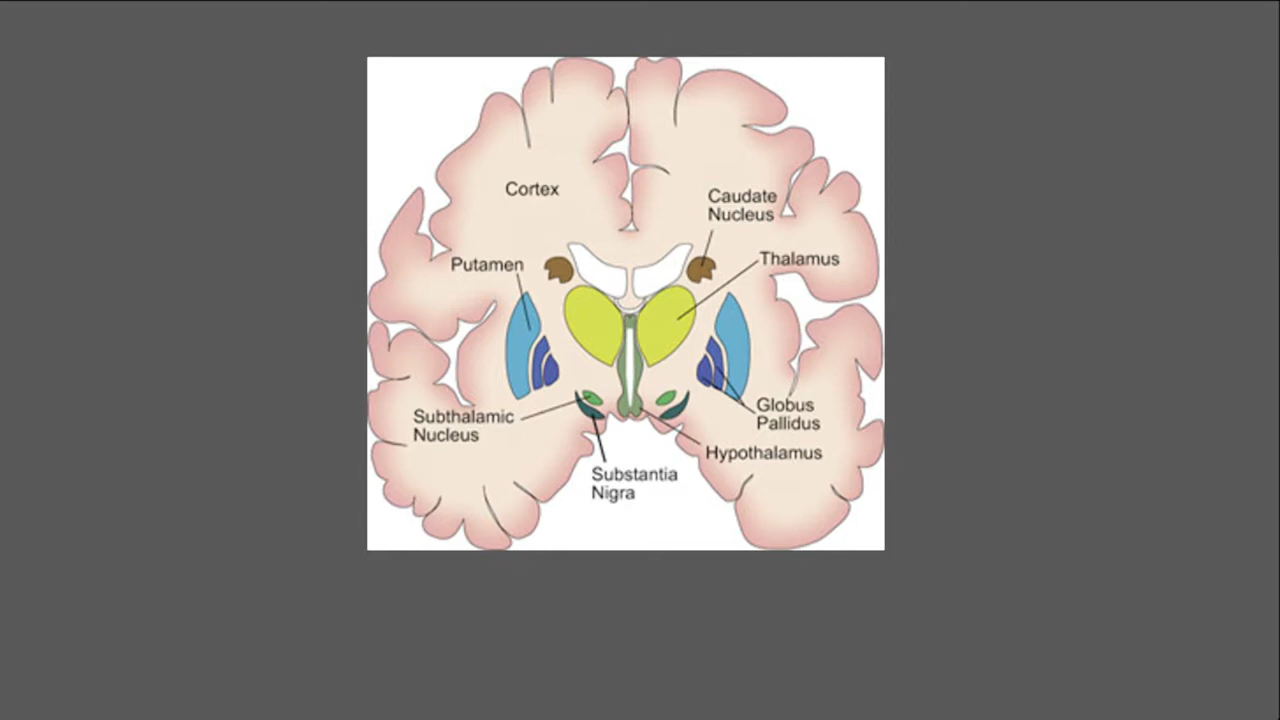 Cortex
Caudate
Nucleus
Putamen
Thalamus
Subthalamic
Nucleus
Globus
Pallidus
Hypothalamus
Substantia
Nigra